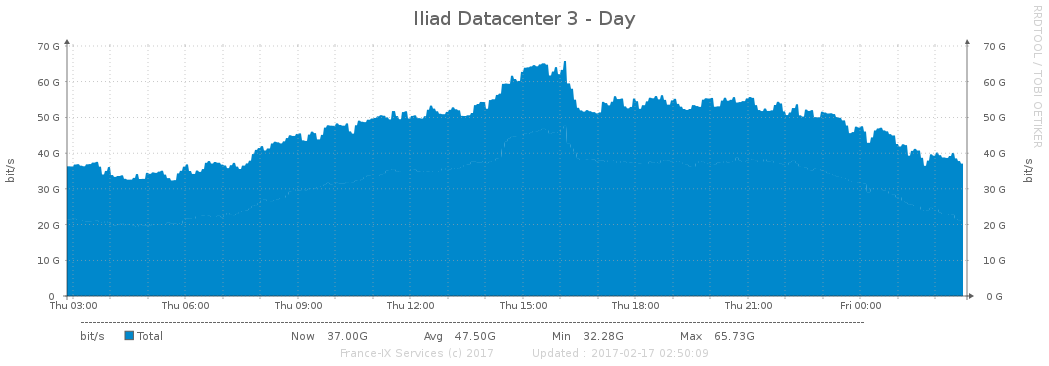 Iliad Datacenter 3 - Day
RRDTOOL / TOBI OETIKER
bit/s
bit/s
70 G 70 G
60 G 60 G
50 G 50 G
40 G 40 G
30 G 30 G
20 G 20 G
10 G 10 G
0 0 G
Thu 03:00 Thu 06:00 Thu 09:00 Thu 12:00 Thu 15:00 Thu 18:00 Thu 21:00 Fri 00:00
bit/s Total Now 37.00G Avg 47.50G Min 32.28G Max 65.73G
France-IX Services (c) 2017 Updated : 2017-02-17 02:50:09